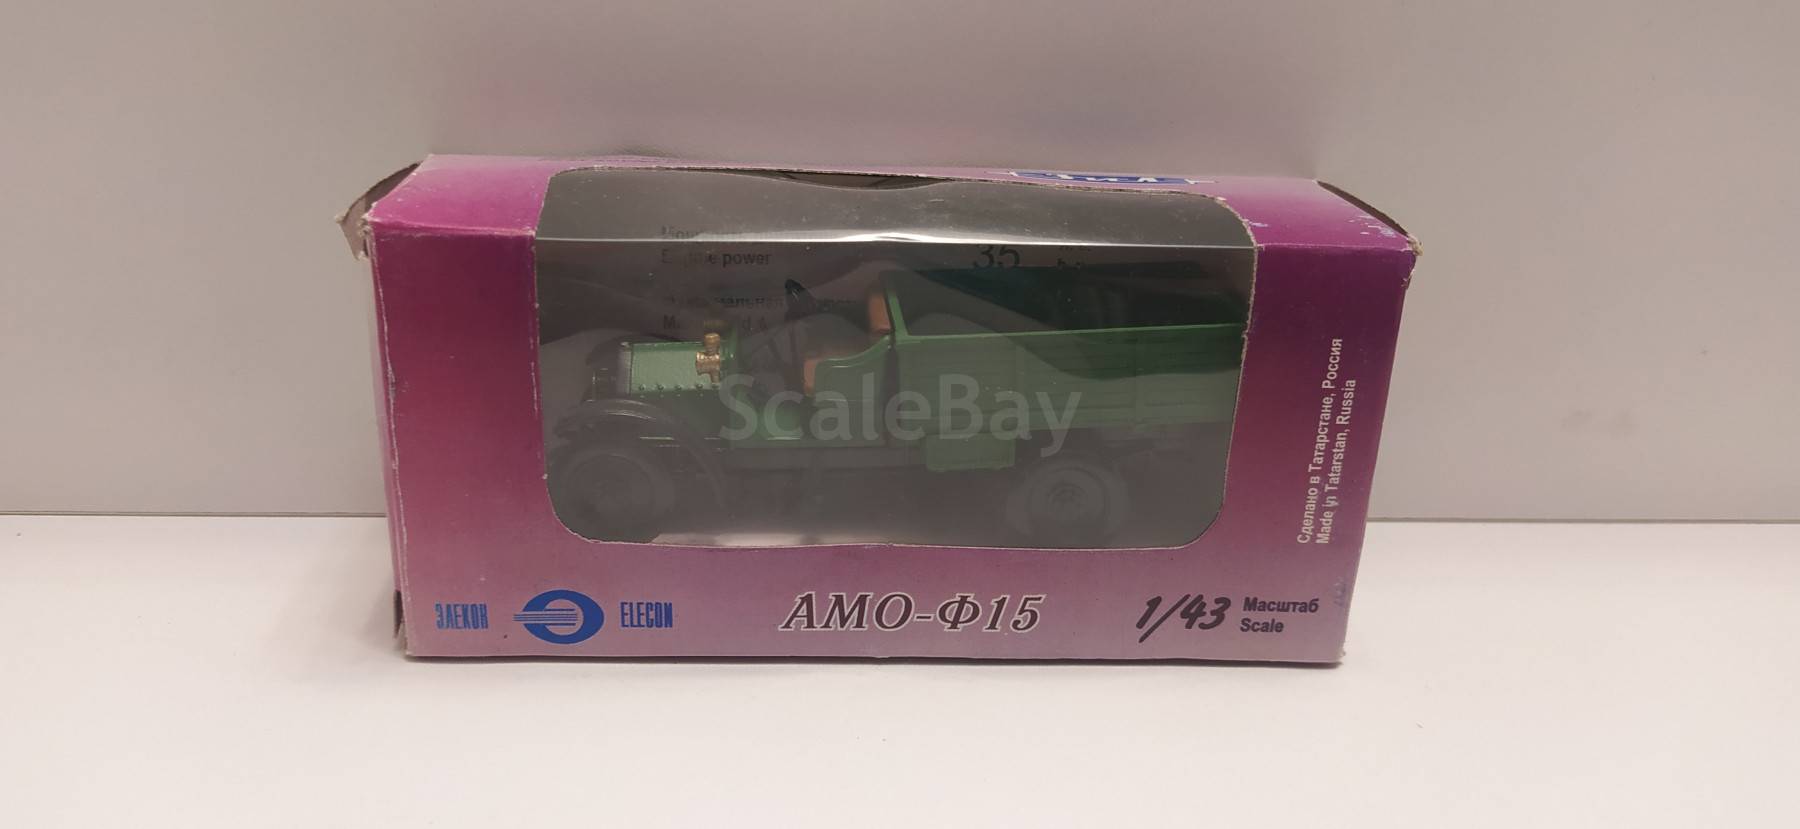 Engine power
35
ScaleBay
Сделано в Татарстане, Россия
Made in Tatarstan, Russia
ЭЛЕКОН
ELECON
АМО-Ф15
1/43
Масштаб
Scale